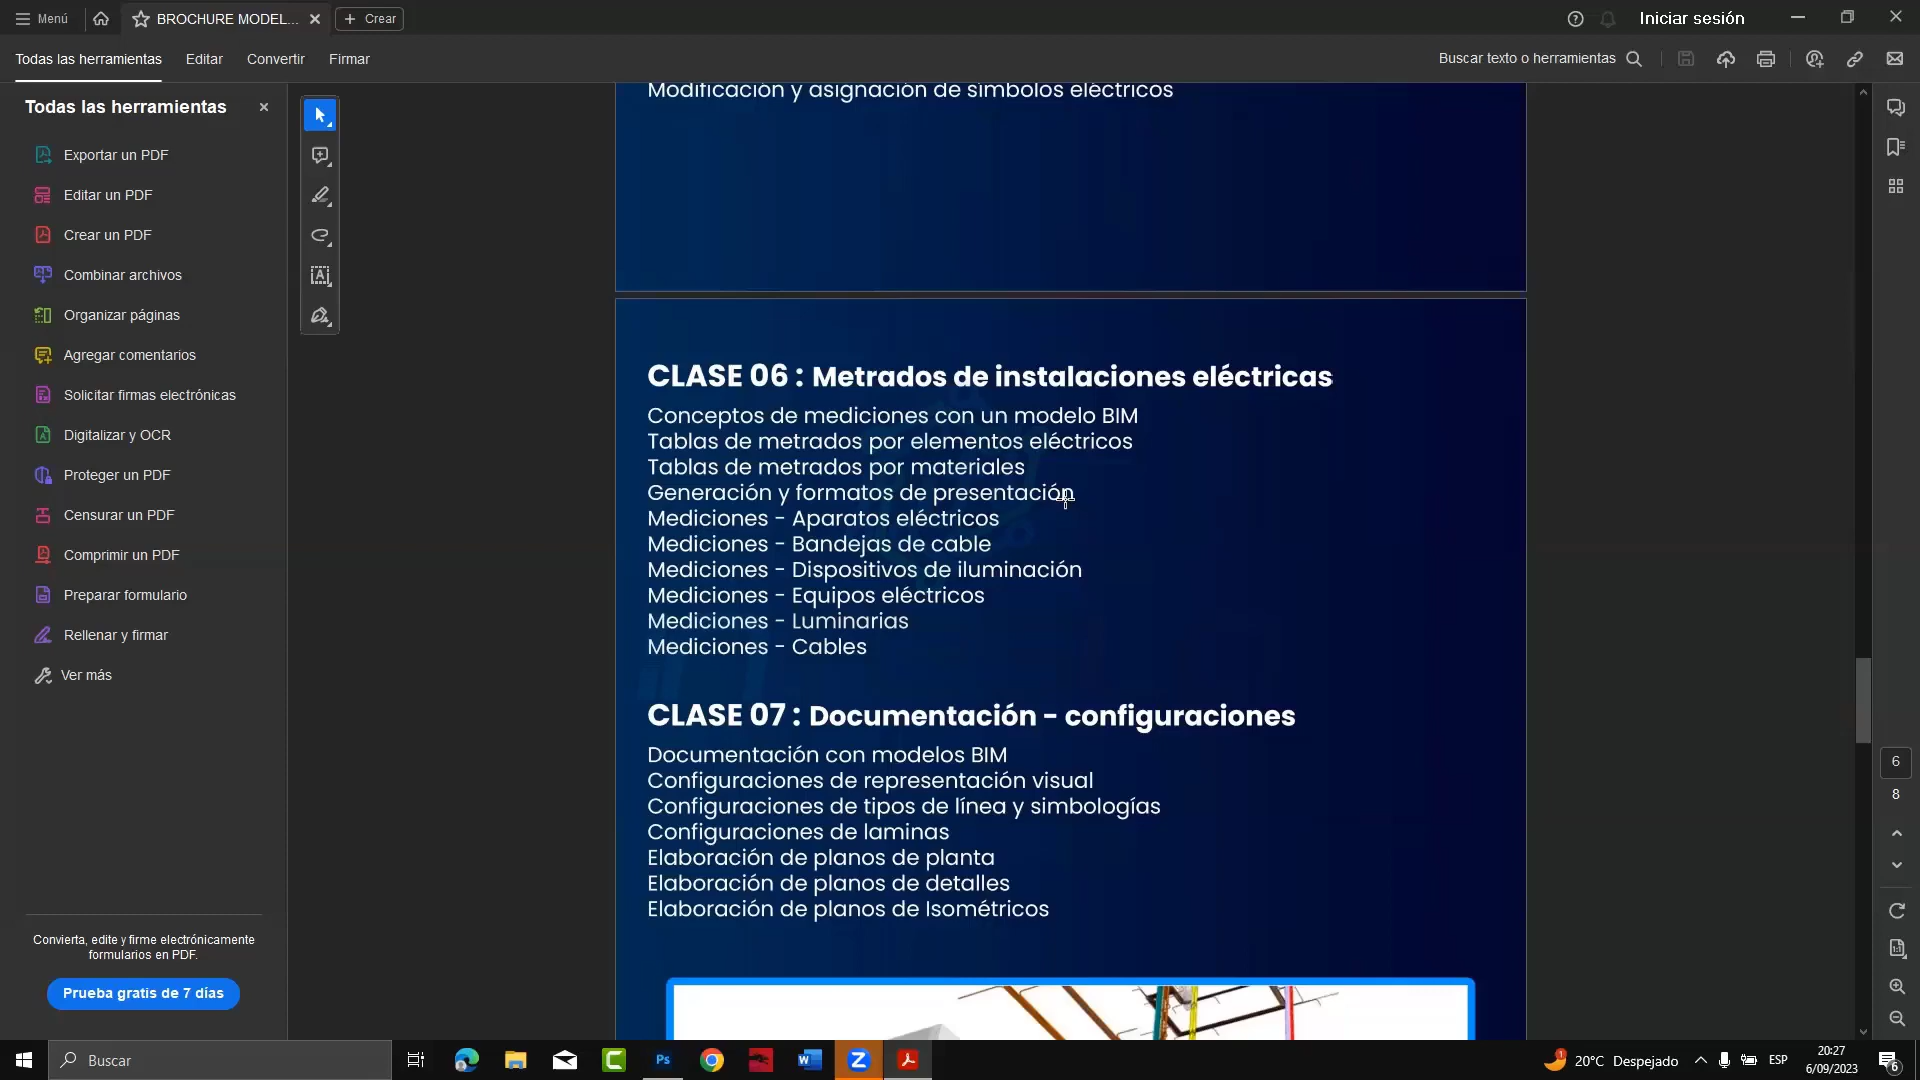 Menú
BROCHURE MODEL...
Crear
Iniciar sesión
Todas las herramientas
Editar
Convertir
Firmar
Buscar texto o herramientas
Todas las herramientas
Exportar un PDF
Editar un PDF
Crear un PDF
Combinar archivos
Organizar páginas
Agregar comentarios
Solicitar firmas electrónicas
Digitalizar y OCR
Proteger un PDF
Censurar un PDF
Comprimir un PDF
Preparar formulario
Rellenar y firmar
Ver más
Convierta, edite y firme electrónicamente
formularios en PDF.
Prueba gratis de 7 días
Modificación y asignación de símbolos eléctricos
CLASE 06 : Metrados de instalaciones eléctricas
Conceptos de mediciones con un modelo BIM
Tablas de metrados por elementos eléctricos
Tablas de metrados por materiales
Generación y formatos de presentación
Mediciones - Aparatos eléctricos
Mediciones - Bandejas de cable
Mediciones - Dispositivos de iluminación
Mediciones - Equipos eléctricos
Mediciones - Luminarias
Mediciones - Cables
CLASE 07 : Documentación - configuraciones
Documentación con modelos BIM
Configuraciones de representación visual
Configuraciones de tipos de línea y simbologías
Configuraciones de laminas
Elaboración de planos de planta
Elaboración de planos de detalles
Elaboración de planos de Isométricos
6
8
Buscar
20°C Despejado
ESP
20:27
6/09/2023
6